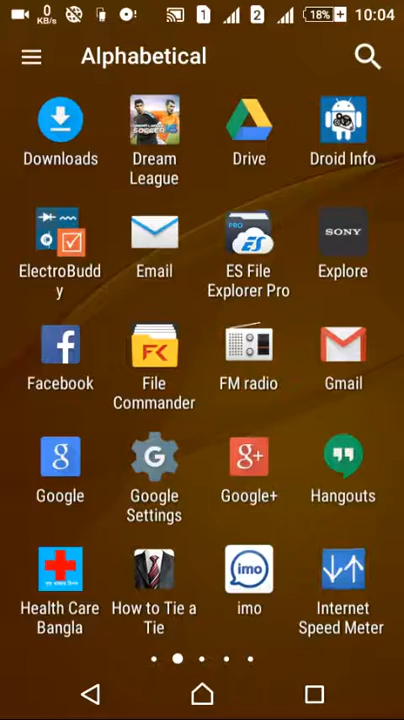 0
KB/s
1
2
18%
10:04
Alphabetical
Downloads
Dream
League
Drive
Droid Info
ElectroBudd
y
Email
PRO
ES
ES File
Explorer Pro
SONY
Explore
f
Facebook
FK
File
Commander
FM radio
M
Gmail
g
Google
G
Google
Settings
g+
Google+
Hangouts
Health Care
Bangla
How to Tie a
Tie
imo
imo
Internet
Speed Meter